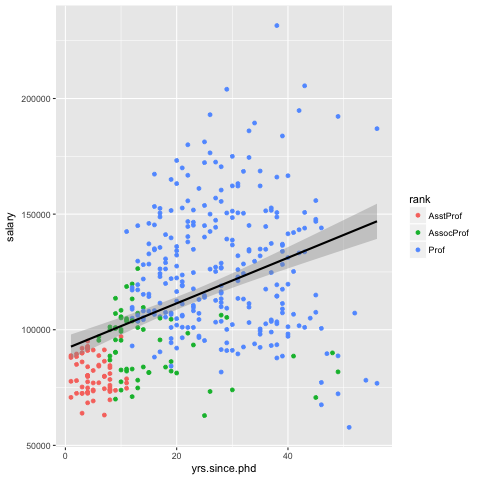 200000
150000
100000
50000
salary
0
20
40
yrs.since.phd
rank
AsstProf
AssocProf
Prof